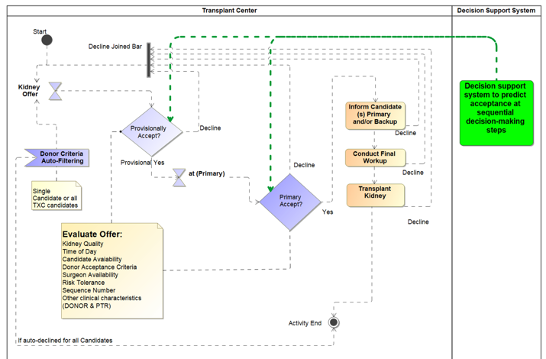 Transplant Center
Decision Support System
Start
Decline Joined Bar
Kidney
Offer
Decision support
system to predict
acceptance at
sequential
decision-making
steps
Inform Candidate
(s) Primary
and/or Backup
Decline
Provisionally
Accept?
Decline
Donor Criteria
Auto-Filtering
Provisional Yes
Conduct Final
Workup
Decline
Decline
at (Primary)
Single
Candidate or all
TXC candidates
Transplant
Kidney
Primary
Accept?
Yes
Decline
Evaluate Offer:
Kidney Quality
Time of Day
Candidate Avaiability
Donor Acceptance Criteria
Surgeon Availability
Risk Tolerance
Sequence Number
Other clinical characteristics
(DONOR & PTR)
Activity End
If auto-declined for all Candidates